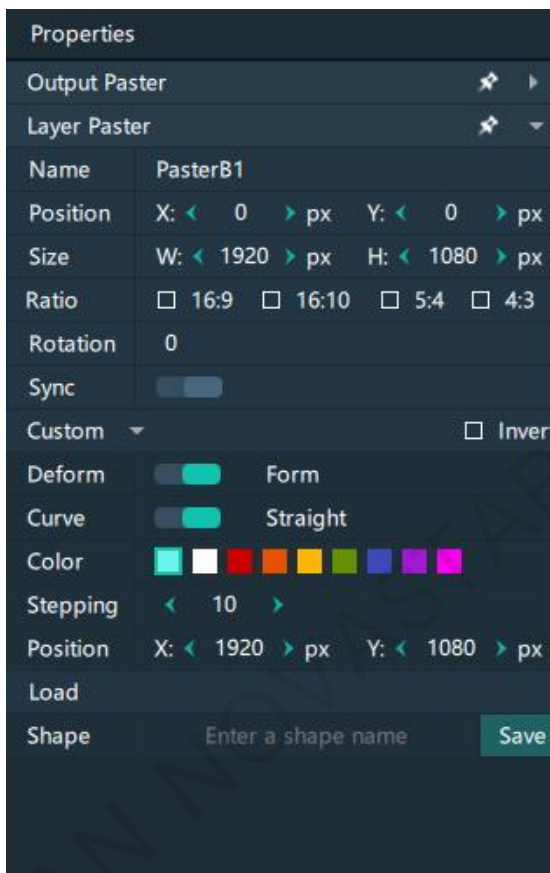 Properties
Output Paster
Layer Paster
Name PasterB1
Position X: 0 px Y: 0 px
Size W: 1920 px H: 1080 px
Ratio 16:9 16:10 5:4 4:3
Rotation 0
Sync
Custom Inver
Deform Form
Curve Straight
Color
Stepping 10
Position X: 1920 px Y: 1080 px
Load
Shape Enter a shape name Save
AN NOVASTAR